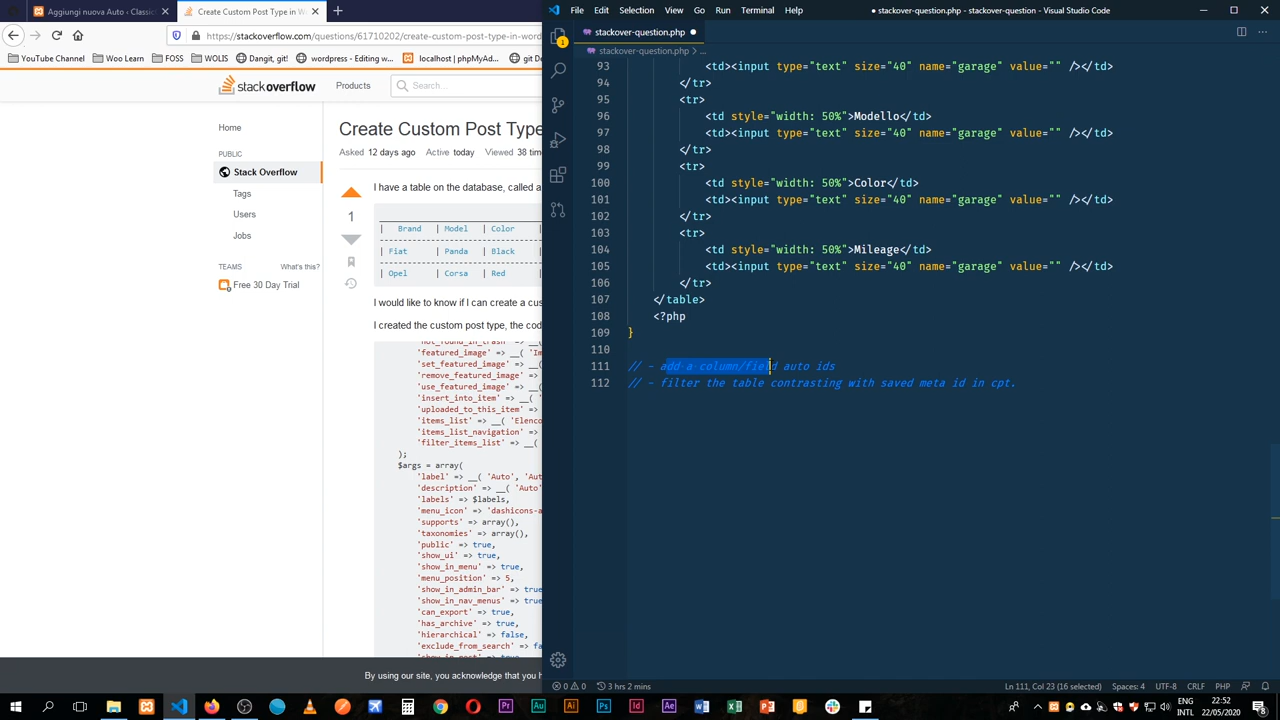 Aggiungi nuovo Auto ‹ Classic
Create Custom Post Type in W
https://stackoverflow.com/questions/61710202/create-custom-post-type-in-word
YouTube Channel
Woo Learn
FOSS
WOLIS
Dangit, git!
wordpress - Editing w...
localhost | phpMyAd...
git De
stackoverflow
Products
Search...
Home
PUBLIC
Stack Overflow
Tags
Users
Jobs
TEAMS
What's this?
Free 30 Day Trial
Create Custom Post Type
Asked 12 days ago Active today Viewed 38 tim
1
I have a table on the database, called a
| Brand | Model | Color |
| Fiat | Panda | Black |
| Opel | Corsa | Red |
I would like to know if I can create a cus
I created the custom post type, the cod
'not_found_in_trash' => __(
'featured_image' => __( 'Im
'set_featured_image' => __(
'remove_featured_image' =>
'use_featured_image' => __(
'insert_into_item' => __( '
'uploaded_to_this_item' =>
'items_list' => __( 'Elenco
'items_list_navigation' =>
'filter_items_list' => __(
);
$args = array(
'label' => __( 'Auto', 'Aut
'description' => __( 'Auto'
'labels' => $labels,
'menu_icon' => 'dashicons-a
'supports' => array(),
'taxonomies' => array(),
'public' => true,
'show_ui' => true,
'show_in_menu' => true,
'menu_position' => 5,
'show_in_admin_bar' => true
'show_in_nav_menus' => true
'can_export' => true,
'has_archive' => true,
'hierarchical' => false,
'exclude_from_search' => fa
By using our site, you acknowledge that you h
File Edit Selection View Go Run Terminal Help
● stackover-question.php - stackover-question.php - Visual Studio Code
stackover-question.php ●
stackover-question.php > ...
1
93 <td><input type="text" size="40" name="garage" value="" /></td>
94 </tr>
95 <tr>
96 <td style="width: 50%">Modello</td>
97 <td><input type="text" size="40" name="garage" value="" /></td>
98 </tr>
99 <tr>
100 <td style="width: 50%">Color</td>
101 <td><input type="text" size="40" name="garage" value="" /></td>
102 </tr>
103 <tr>
104 <td style="width: 50%">Mileage</td>
105 <td><input type="text" size="40" name="garage" value="" /></td>
106 </tr>
107 </table>
108 <?php
109 }
110
111 // - add a column/field auto ids
112 // - filter the table contrasting with saved meta id in cpt.
0 0 3 hrs 2 mins
Ln 111, Col 23 (16 selected) Spaces: 4 UTF-8 CRLF PHP
INTL
22:52
22/05/2020